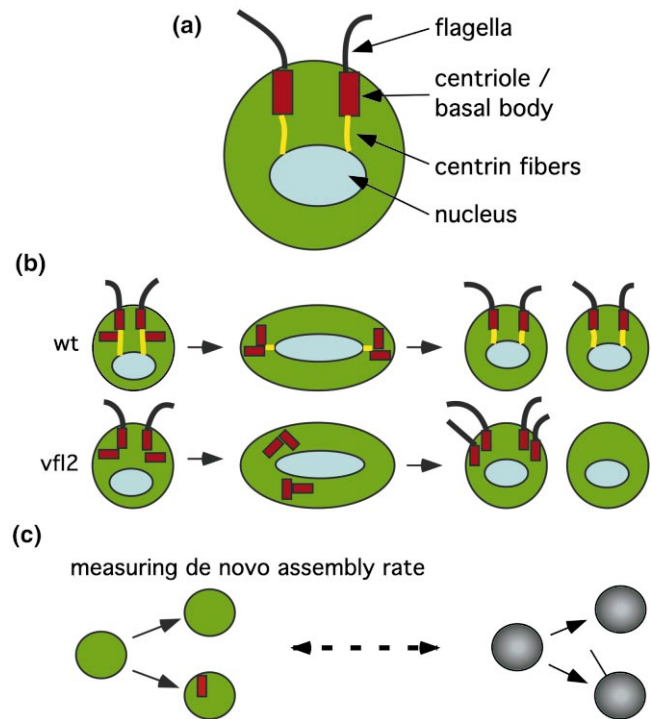 (a)
flagella
centriole /
basal body
centrin fibers
nucleus
(b)
wt
vfl2
(c)
measuring de novo assembly rate